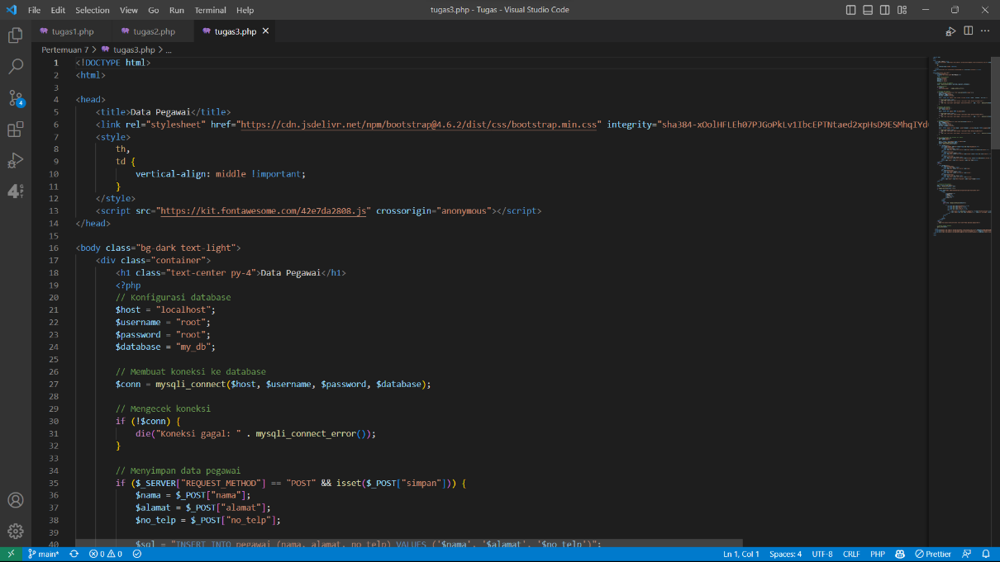 File Edit Selection View Go Run Terminal Help tugas3.php - Tugas - Visual Studio Code
tugas1.php tugas2.php tugas3.php
Pertemuan 7 > tugas3.php > ...
1 <!DOCTYPE html>
2 <html>
3
4 <head>
5 <title>Data Pegawai</title>
6 <link rel="stylesheet" href="https://cdn.jsdelivr.net/npm/bootstrap@4.6.2/dist/css/bootstrap.min.css" integrity="sha384-xOolHFLEh07PJGoPkLv1IbcEPTNtaed2xpHsD9ESMhqIYd
7 <style>
8 th,
9 td {
10 vertical-align: middle !important;
11 }
12 </style>
13 <script src="https://kit.fontawesome.com/42e7da2808.js" crossorigin="anonymous"></script>
14 </head>
15
16 <body class="bg-dark text-light">
17 <div class="container">
18 <h1 class="text-center py-4">Data Pegawai</h1>
19 <?php
20 // Konfigurasi database
21 $host = "localhost";
22 $username = "root";
23 $password = "root";
24 $database = "my_db";
25
26 // Membuat koneksi ke database
27 $conn = mysqli_connect($host, $username, $password, $database);
28
29 // Mengecek koneksi
30 if (!$conn) {
31 die("Koneksi gagal: " . mysqli_connect_error());
32 }
33
34 // Menyimpan data pegawai
35 if ($_SERVER["REQUEST_METHOD"] == "POST" && isset($_POST["simpan"])) {
36 $nama = $_POST["nama"];
37 $alamat = $_POST["alamat"];
38 $no_telp = $_POST["no_telp"];
39
40 $sql = "INSERT INTO pegawai (nama, alamat, no_telp) VALUES ('$nama', '$alamat', '$no_telp')";
4
main* 0 0 Ln 1, Col 1 Spaces: 4 UTF-8 CRLF PHP Prettier